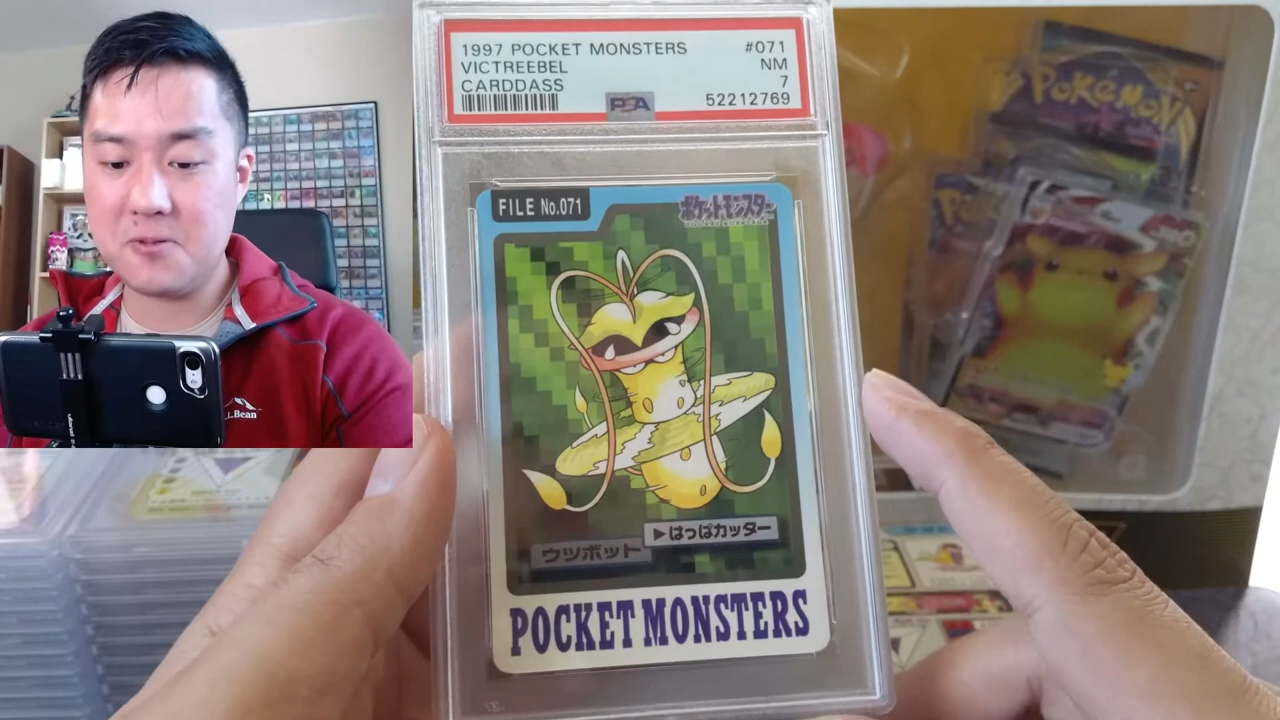 1997 POCKET MONSTERS #071
VICTREEBEL NM
CARDDASS 7
PSA 52212769
FILE No.071
ポケットモンスター
POCKET MONSTERS
▶はっぱカッター
ウツボット
POCKET MONSTERS
POKéMON
L.L.Bean